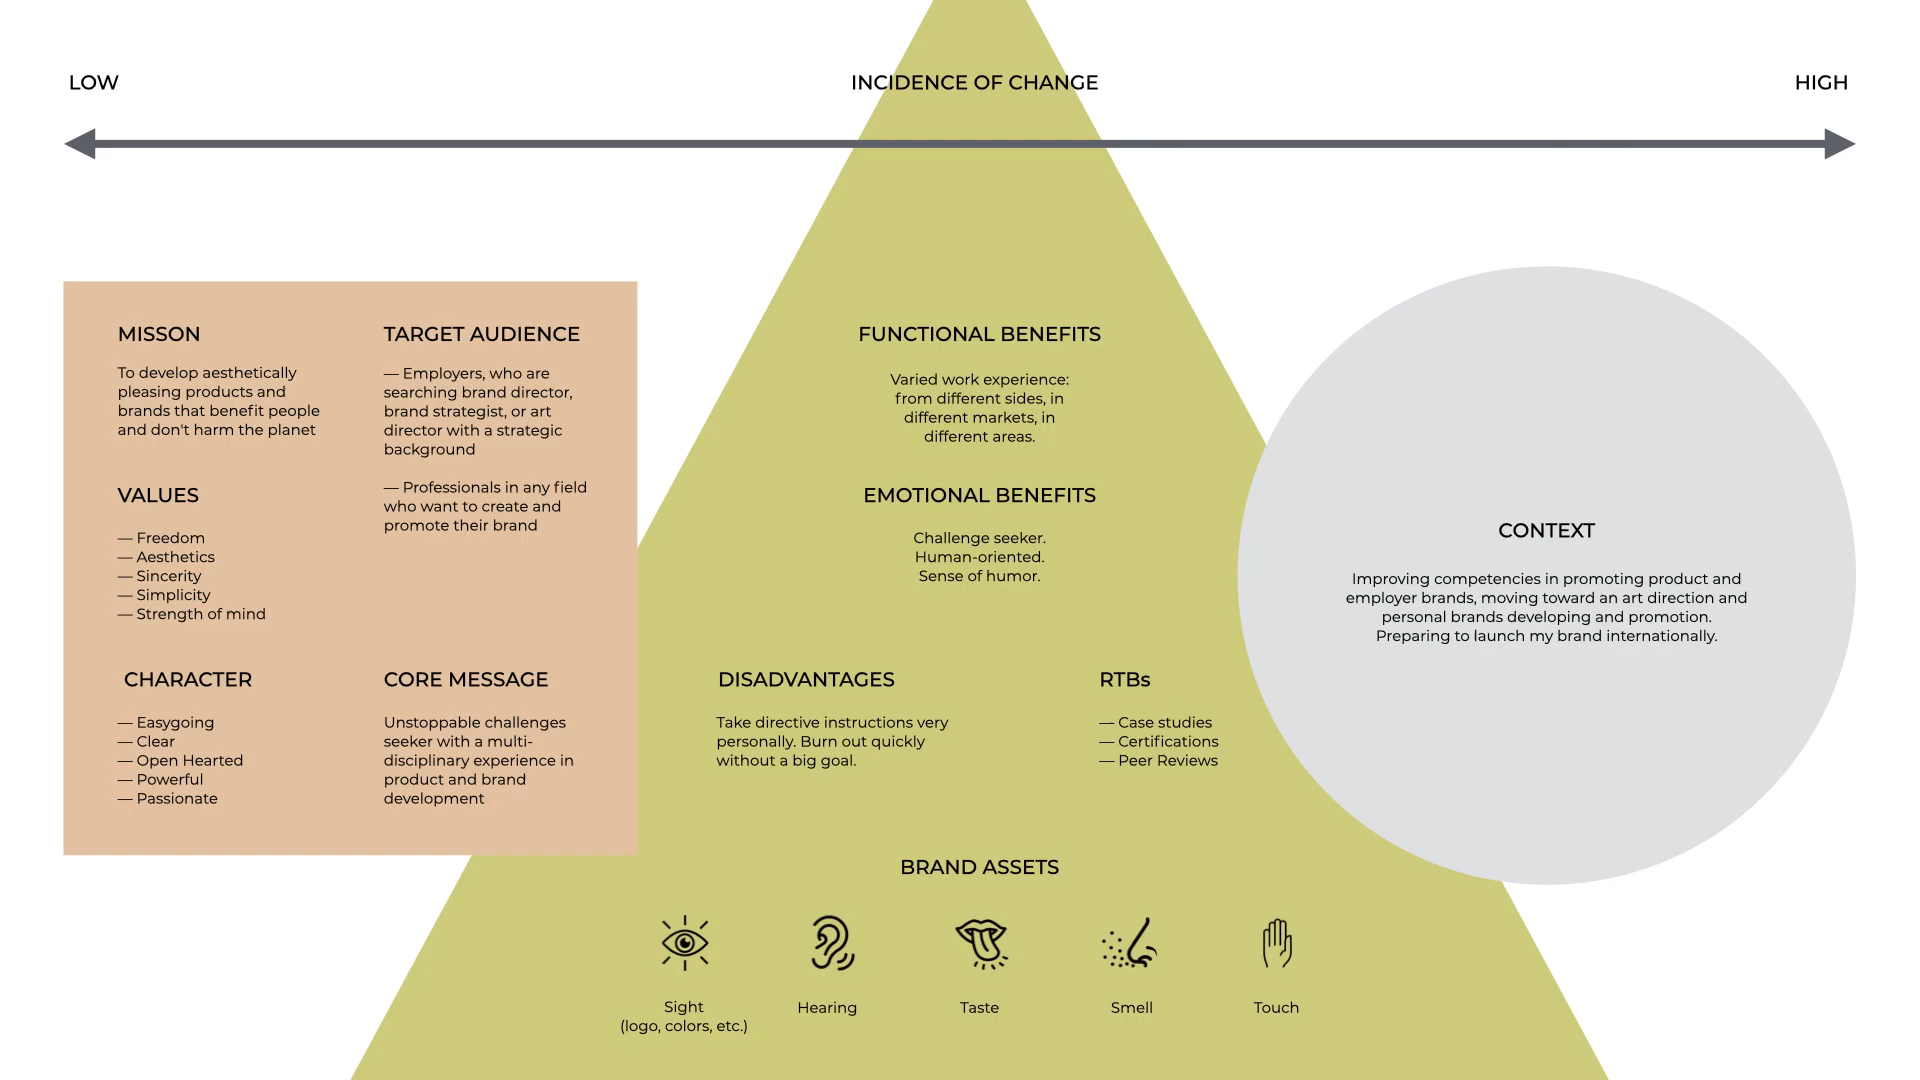 LOW
INCIDENCE OF CHANGE
HIGH
MISSON
To develop aesthetically
pleasing products and
brands that benefit people
and don't harm the planet
TARGET AUDIENCE
— Employers, who are
searching brand director,
brand strategist, or art
director with a strategic
background
— Professionals in any field
who want to create and
promote their brand
VALUES
— Freedom
— Aesthetics
— Sincerity
— Simplicity
— Strength of mind
CHARACTER
— Easygoing
— Clear
— Open Hearted
— Powerful
— Passionate
CORE MESSAGE
Unstoppable challenges
seeker with a multi-
disciplinary experience in
product and brand
development
FUNCTIONAL BENEFITS
Varied work experience:
from different sides, in
different markets, in
different areas.
EMOTIONAL BENEFITS
Challenge seeker.
Human-oriented.
Sense of humor.
DISADVANTAGES
Take directive instructions very
personally. Burn out quickly
without a big goal.
RTBs
— Case studies
— Certifications
— Peer Reviews
BRAND ASSETS
Sight
(logo, colors, etc.)
Hearing
Taste
Smell
Touch
CONTEXT
Improving competencies in promoting product and
employer brands, moving toward an art direction and
personal brands developing and promotion.
Preparing to launch my brand internationally.